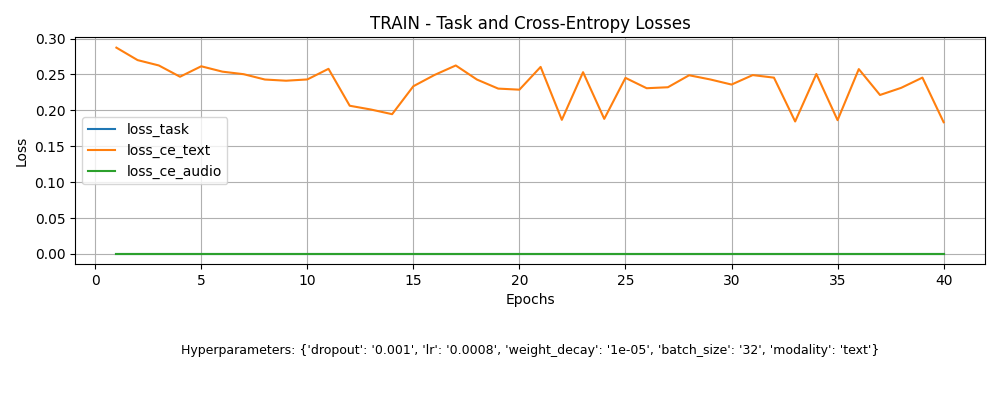 TRAIN - Task and Cross-Entropy Losses
0.30
0.25
0.20
0.15
0.10
0.05
0.00
Loss
loss_task
loss_ce_text
loss_ce_audio
0 5 10 15 20 25 30 35 40
Epochs
Hyperparameters: {'dropout': '0.001', 'lr': '0.0008', 'weight_decay': '1e-05', 'batch_size': '32', 'modality': 'text'}